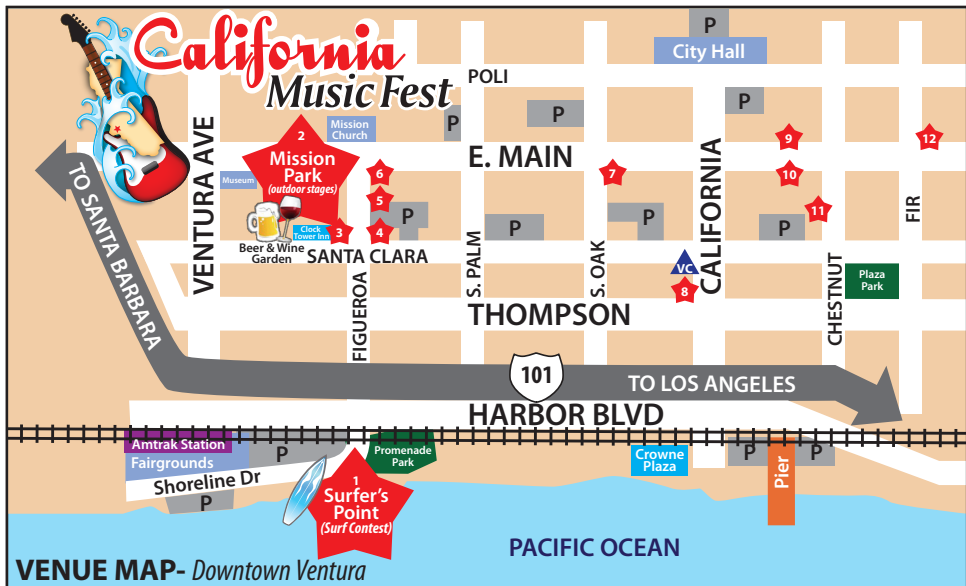 California
Music Fest
P
City Hall
POLI
P
P
P
Mission
Church
2
Mission
Park
(outdoor stages)
E. MAIN
9
12
VENTURA AVE
CALIFORNIA
6
7
10
Museum
5
11
FIR
TO SANTA BARBARA
P
P
P
P
Clock
Tower Inn
3
4
Beer & Wine
Garden
SANTA CLARA
S. PALM
S. OAK
VC
8
CHESTNUT
Plaza
Park
FIGUEROA
THOMPSON
101
TO LOS ANGELES
HARBOR BLVD
Amtrak Station
Fairgrounds
P
Promenade
Park
Crowne
Plaza
P
P
Pier
Shoreline Dr
P
1
Surfer's
Point
(Surf Contest)
PACIFIC OCEAN
VENUE MAP- Downtown Ventura